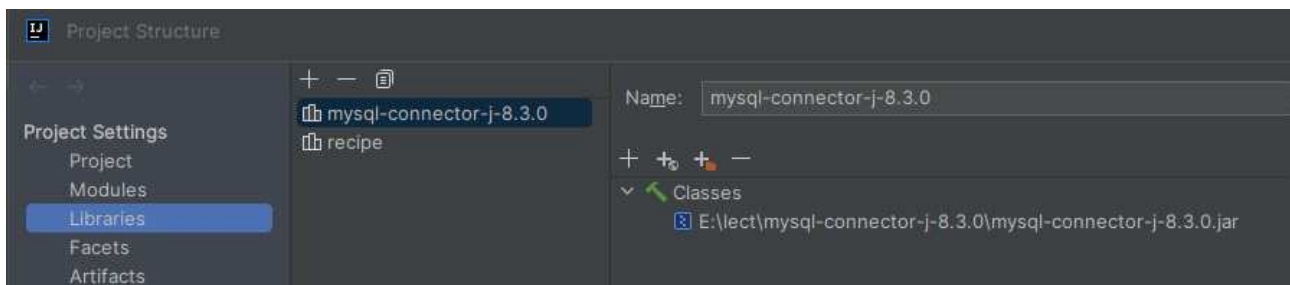 Project Structure
Project Settings
Project
Modules
Libraries
Facets
Artifacts
mysql-connector-j-8.3.0
recipe
Name: mysql-connector-j-8.3.0
Classes
E:\lect\mysql-connector-j-8.3.0\mysql-connector-j-8.3.0.jar